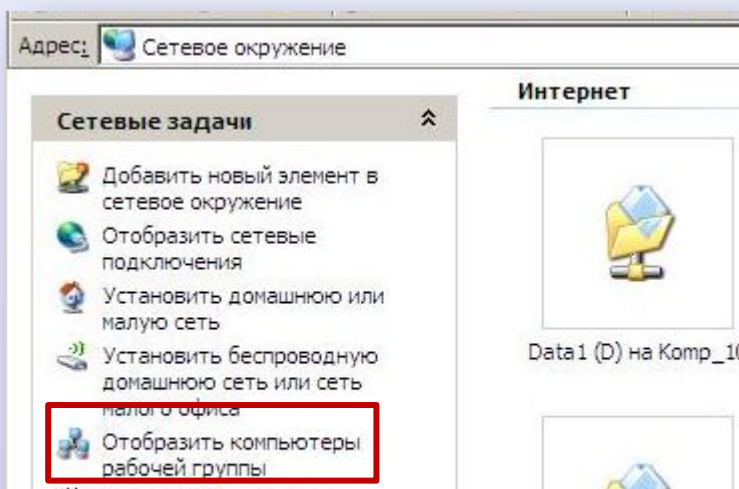 Адрес: Сетевое окружение
Интернет
Сетевые задачи
Добавить новый элемент в
сетевое окружение
Отобразить сетевые
подключения
Установить домашнюю или
малую сеть
Установить беспроводную
домашнюю сеть или сеть
малого офиса
Отобразить компьютеры
рабочей группы
Data1 (D) на Komp_10